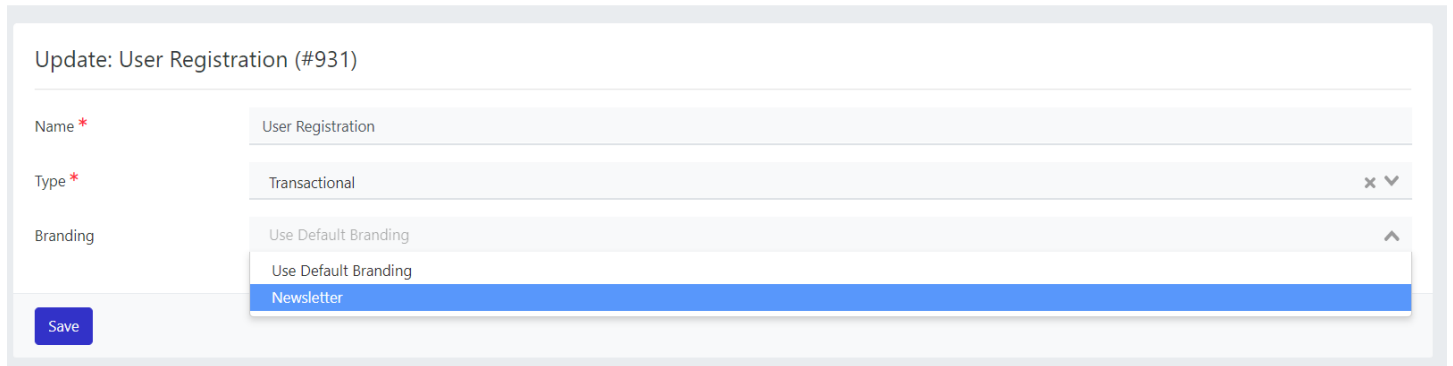 Update: User Registration (#931)
Name *
User Registration
Type *
Transactional
Branding
Use Default Branding
Use Default Branding
Newsletter
Save